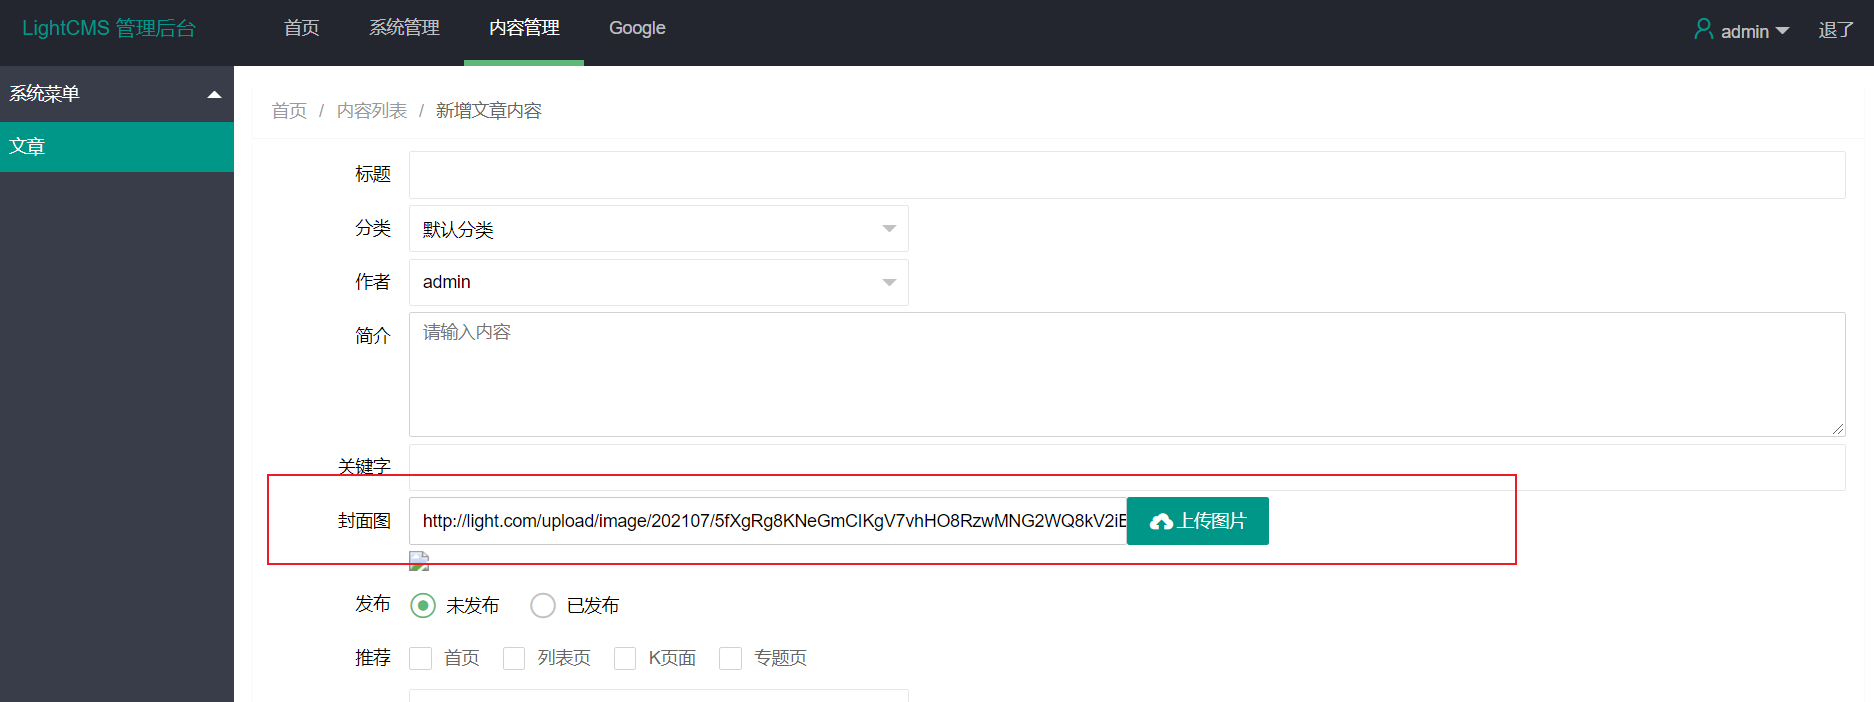 LightCMS 管理后台 首页 系统管理 内容管理 Google admin 退了
系统菜单
文章
首页 / 内容列表 / 新增文章内容
标题
分类 默认分类
作者 admin
简介 请输入内容
关键字
封面图 http://light.com/upload/image/202107/5fXgRg8KNeGmCIKgV7vhHO8RzwMNG2WQ8kV2iE 上传图片
发布 未发布 已发布
推荐 首页 列表页 K页面 专题页